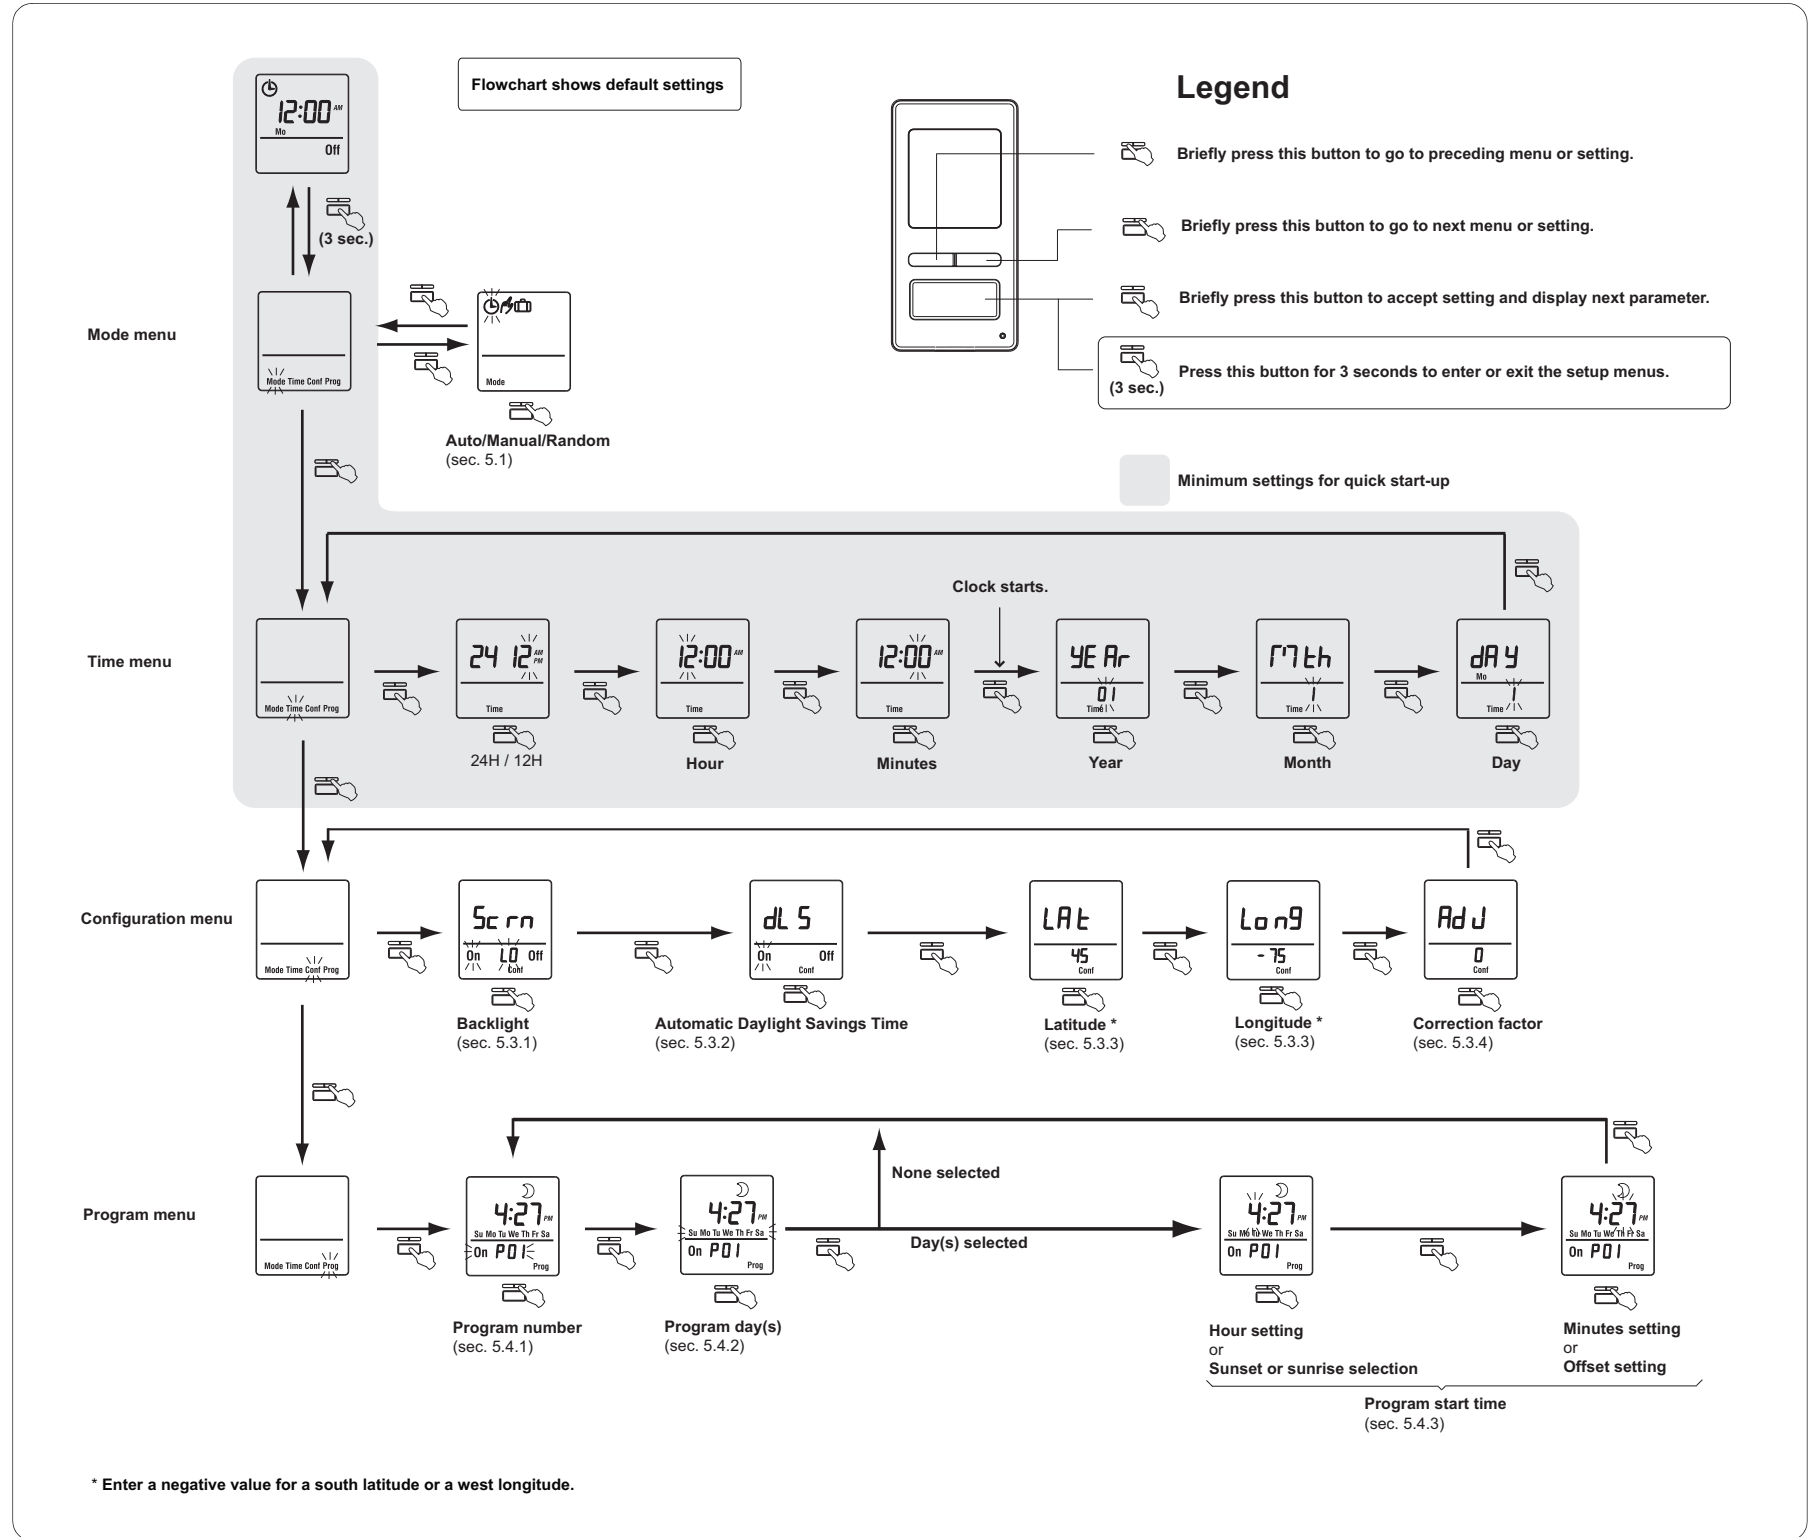 Flowchart shows default settings
Legend
12:00 AM
Mo
Off
(3 sec.)
Briefly press this button to go to preceding menu or setting.
Briefly press this button to go to next menu or setting.
Briefly press this button to accept setting and display next parameter.
(3 sec.)
Press this button for 3 seconds to enter or exit the setup menus.
Minimum settings for quick start-up
Mode menu
Mode Time Conf Prog
Mode
Auto/Manual/Random
(sec. 5.1)
Clock starts.
Time menu
Mode Time Conf Prog
24 12 AM PM
Time
24H / 12H
12:00 AM
Time
Hour
12:00 AM
Time
Minutes
YEAr
01
Time
Year
Mth
1
Time
Month
dAY
Mo
1
Time
Day
Configuration menu
Mode Time Conf Prog
Scrn
On LO Off
Conf
Backlight
(sec. 5.3.1)
dLS
On Off
Conf
Automatic Daylight Savings Time
(sec. 5.3.2)
LAt
45
Conf
Latitude *
(sec. 5.3.3)
Long
-75
Conf
Longitude *
(sec. 5.3.3)
AdJ
0
Conf
Correction factor
(sec. 5.3.4)
Program menu
Mode Time Conf Prog
4:27 PM
Su Mo Tu We Th Fr Sa
On P01
Prog
Program number
(sec. 5.4.1)
4:27 PM
Su Mo Tu We Th Fr Sa
On P01
Prog
Program day(s)
(sec. 5.4.2)
None selected
Day(s) selected
4:27 PM
Su Mo Tu We Th Fr Sa
On P01
Prog
Hour setting
or
Sunset or sunrise selection
4:27 PM
Su Mo Tu We Th Fr Sa
On P01
Prog
Minutes setting
or
Offset setting
Program start time
(sec. 5.4.3)
* Enter a negative value for a south latitude or a west longitude.